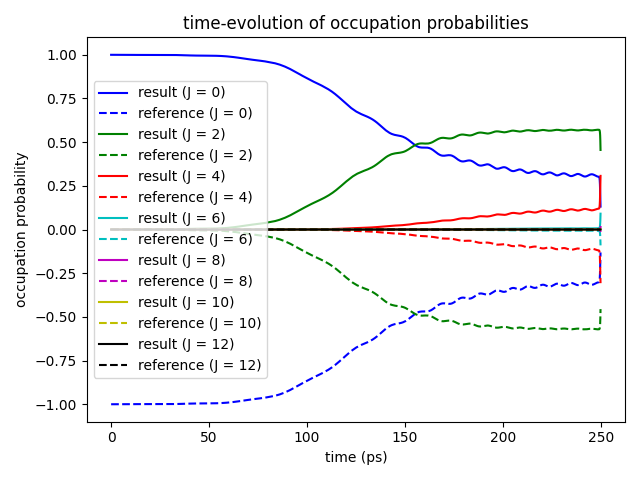 time-evolution of occupation probabilities
occupation probability
1.00
0.75
0.50
0.25
0.00
−0.25
−0.50
−0.75
−1.00
result (J = 0)
reference (J = 0)
result (J = 2)
reference (J = 2)
result (J = 4)
reference (J = 4)
result (J = 6)
reference (J = 6)
result (J = 8)
reference (J = 8)
result (J = 10)
reference (J = 10)
result (J = 12)
reference (J = 12)
0 50 100 150 200 250
time (ps)